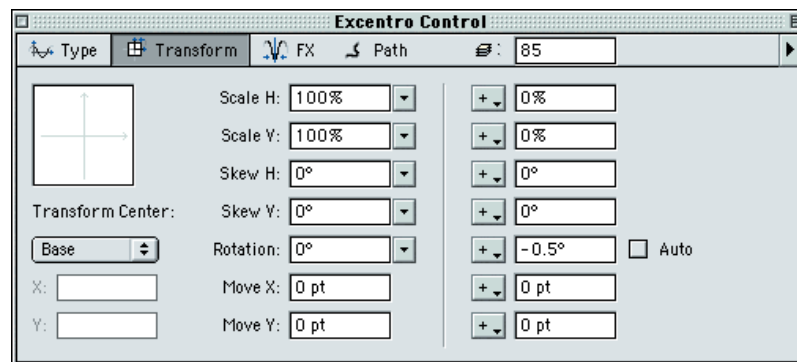 Excentro Control
Type Transform FX Path : 85
Scale H: 100% + 0%
Scale V: 100% + 0%
Skew H: 0° + 0°
Transform Center: Skew V: 0° + 0°
Base Rotation: 0° + -0.5° Auto
X: Move X: 0 pt + 0 pt
Y: Move Y: 0 pt + 0 pt